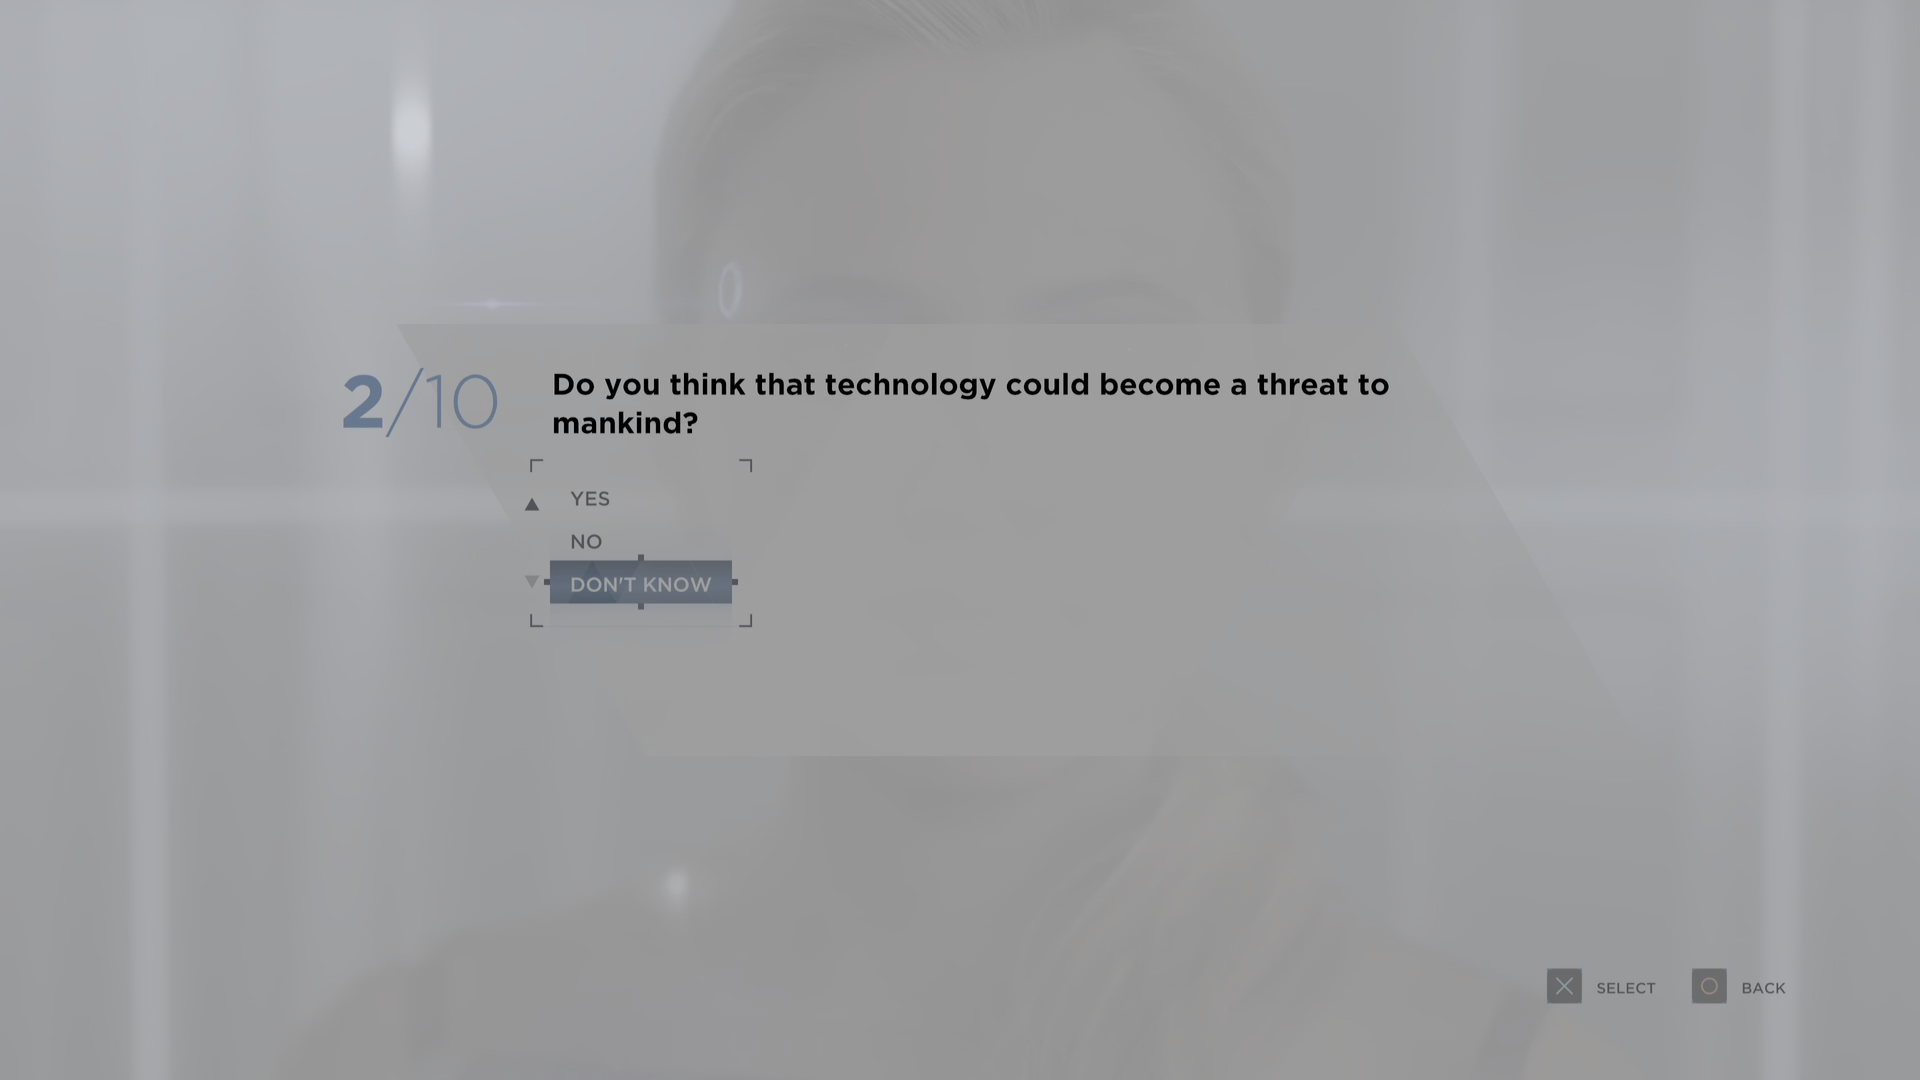 2/10
Do you think that technology could become a threat to
mankind?
YES
NO
DON'T KNOW
SELECT
BACK